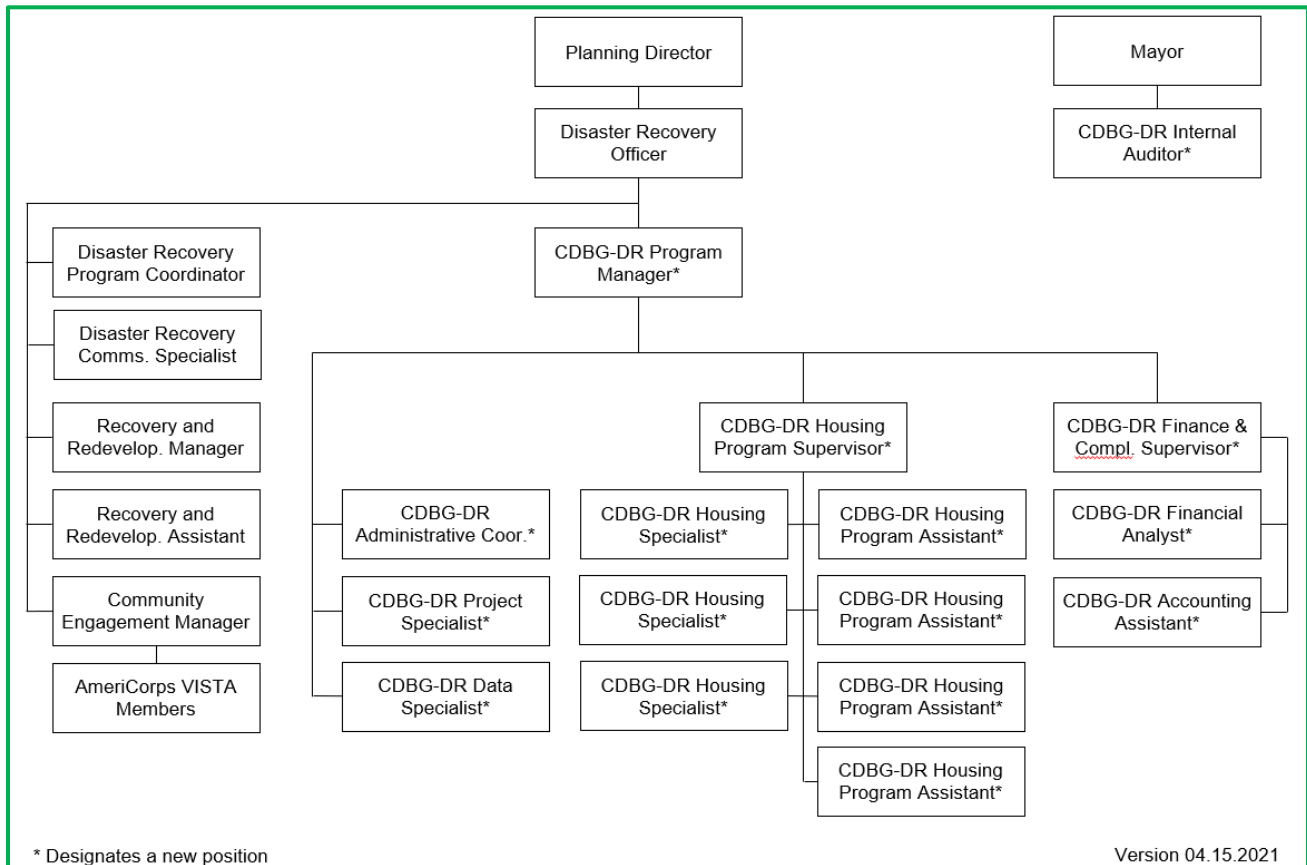 Planning Director
Mayor
Disaster Recovery
Officer
CDBG-DR Internal
Auditor*
Disaster Recovery
Program Coordinator
CDBG-DR Program
Manager*
Disaster Recovery
Comms. Specialist
Recovery and
Redevelop. Manager
CDBG-DR Housing
Program Supervisor*
CDBG-DR Finance &
Compl. Supervisor*
Recovery and
Redevelop. Assistant
CDBG-DR
Administrative Coor.*
CDBG-DR Housing
Specialist*
CDBG-DR Housing
Program Assistant*
CDBG-DR Financial
Analyst*
Community
Engagement Manager
CDBG-DR Project
Specialist*
CDBG-DR Housing
Specialist*
CDBG-DR Housing
Program Assistant*
CDBG-DR Accounting
Assistant*
AmeriCorps VISTA
Members
CDBG-DR Data
Specialist*
CDBG-DR Housing
Specialist*
CDBG-DR Housing
Program Assistant*
CDBG-DR Housing
Program Assistant*
* Designates a new position
Version 04.15.2021